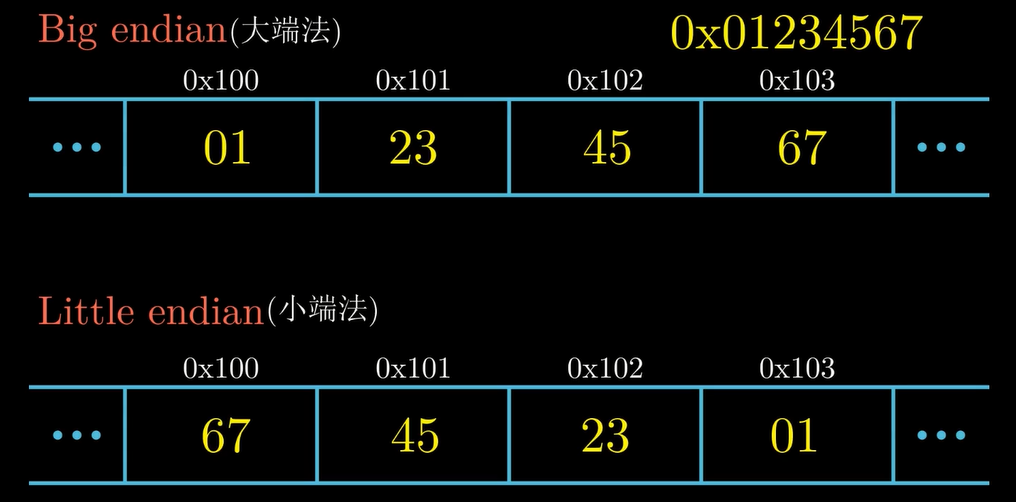 Big endian(大端法) 0x01234567
0x100 0x101 0x102 0x103
... 01 23 45 67 ...
Little endian(小端法)
0x100 0x101 0x102 0x103
... 67 45 23 01 ...